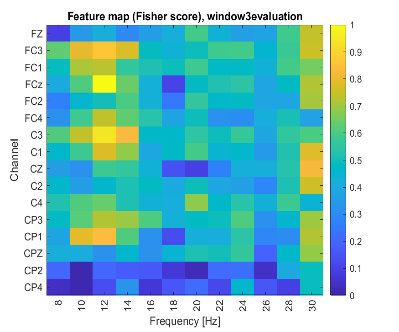 Feature map (Fisher score), window3evaluation
Channel
FZ
FC3
FC1
FCz
FC2
FC4
C3
C1
CZ
C2
C4
CP3
CP1
CPZ
CP2
CP4
8 10 12 14 16 18 20 22 24 26 28 30
Frequency [Hz]
1
0.9
0.8
0.7
0.6
0.5
0.4
0.3
0.2
0.1
0